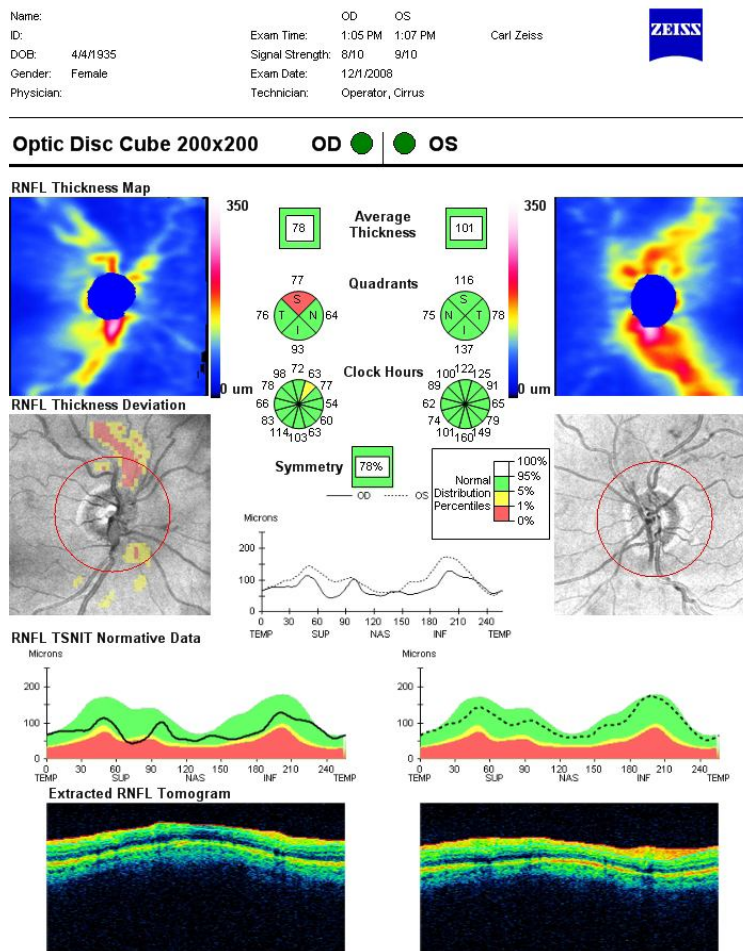 Name: OD OS
ID: Exam Time: 1:05 PM 1:07 PM Carl Zeiss
DOB: 4/4/1935 Signal Strength: 8/10 9/10
Gender: Female Exam Date: 12/1/2008
Physician: Technician: Operator, Cirrus
ZEISS
Optic Disc Cube 200x200 OD OS
RNFL Thickness Map
350
0 um
78 Average Thickness 101
350
0 um
Quadrants
77
S
76 T N 64
I
93
116
S
75 N T 78
I
137
Clock Hours
98 72 63
78 77
66 54
83 60
114 103 63
100 122 125
89 91
62 65
74 79
101 160 149
RNFL Thickness Deviation
Symmetry 78%
OD OS
Normal Distribution Percentiles
100%
95%
5%
1%
0%
Microns
200
100
0
0 30 60 90 120 150 180 210 240
TEMP SUP NAS INF TEMP
RNFL TSNIT Normative Data
Microns
200
100
0
0 30 60 90 120 150 180 210 240
TEMP SUP NAS INF TEMP
Microns
200
100
0
0 30 60 90 120 150 180 210 240
TEMP SUP NAS INF TEMP
Extracted RNFL Tomogram